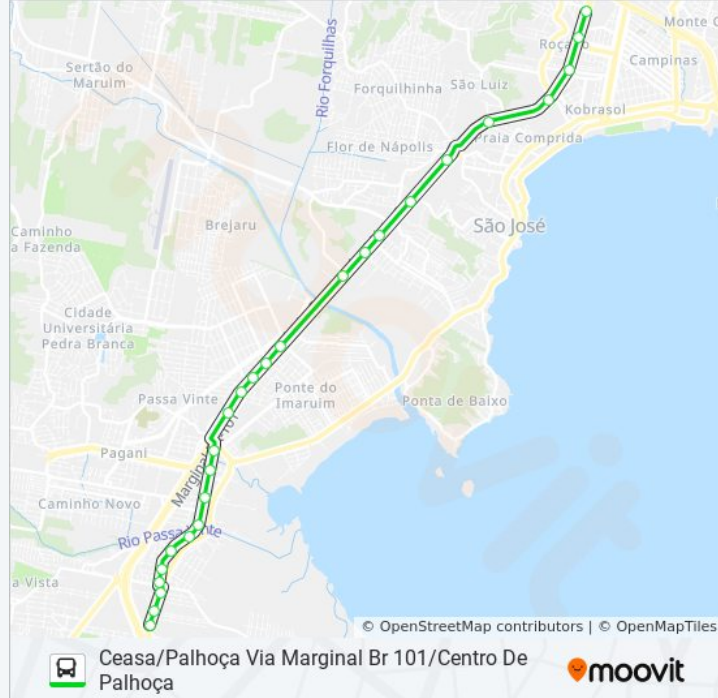 Monte C
Roçado
Sertão do
Maruim
Campinas
Rio Forquilhas
Forquilhinha
São Luiz
Kobrasol
Praia Comprida
Flor de Nápolis
São José
Brejaru
Caminho
a Fazenda
Cidade
Universitária
Pedra Branca
Passa Vinte
Ponte do
Imaruim
Ponta de Baixo
Marginal
Pagani
Caminho Novo
Rio Passa
nte
a Vista
© OpenStreetMap contributors | © OpenMapTiles
Ceasa/Palhoça Via Marginal Br 101/Centro De
Palhoça
moovit